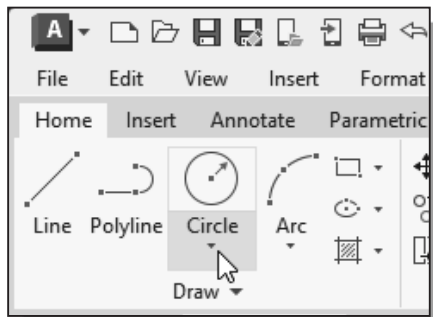 A
File Edit View Insert Format
Home Insert Annotate Parametric
Line Polyline Circle Arc
Draw